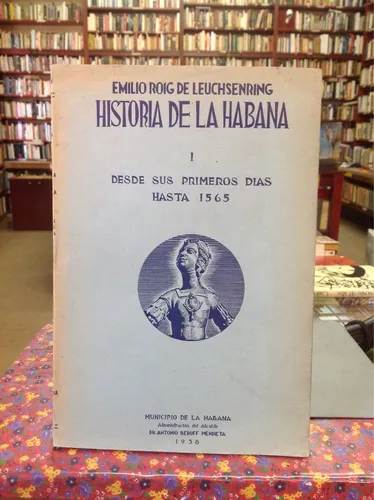 EMILIO ROIG DE LEUCHSENRING
HISTORIA DE LA HABANA
I
DESDE SUS PRIMEROS DIAS
HASTA 1565
MUNICIPIO DE LA HABANA
Administración del Alcalde
DR. ANTONIO BERUFF MENDIETA
1938